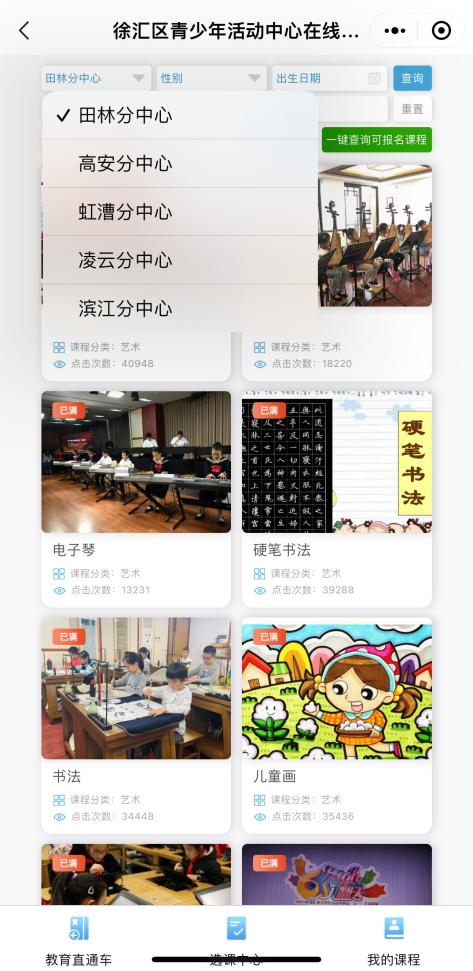 徐汇区青少年活动中心在线...
田林分中心
性别
出生日期
查询
✓ 田林分中心
重置
高安分中心
一键查询可报名课程
虹漕分中心
凌云分中心
滨江分中心
课程分类：艺术
点击次数：40948
课程分类：艺术
点击次数：18220
已满
电子琴
课程分类：艺术
点击次数：13231
已满
硬笔书法
硬笔书法
课程分类：艺术
点击次数：39288
已满
书法
课程分类：艺术
点击次数：34448
已满
儿童画
课程分类：艺术
点击次数：35436
已满
已满
教育直通车
选课中心
我的课程